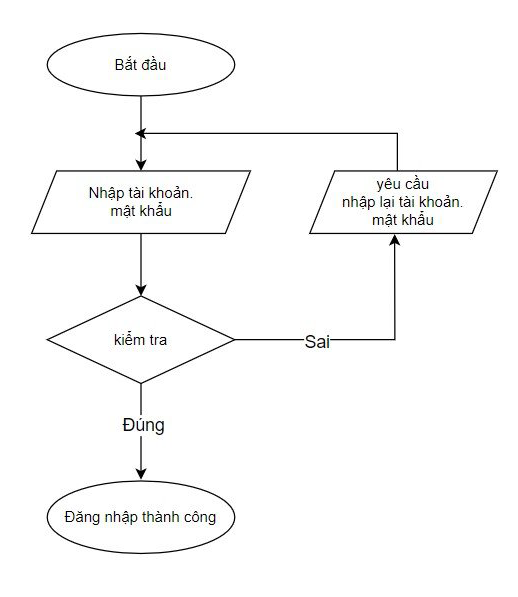 Bắt đầu
Nhập tài khoản.
mật khẩu
yêu cầu
nhập lại tài khoản.
mật khẩu
kiểm tra
Sai
Đúng
Đăng nhập thành công